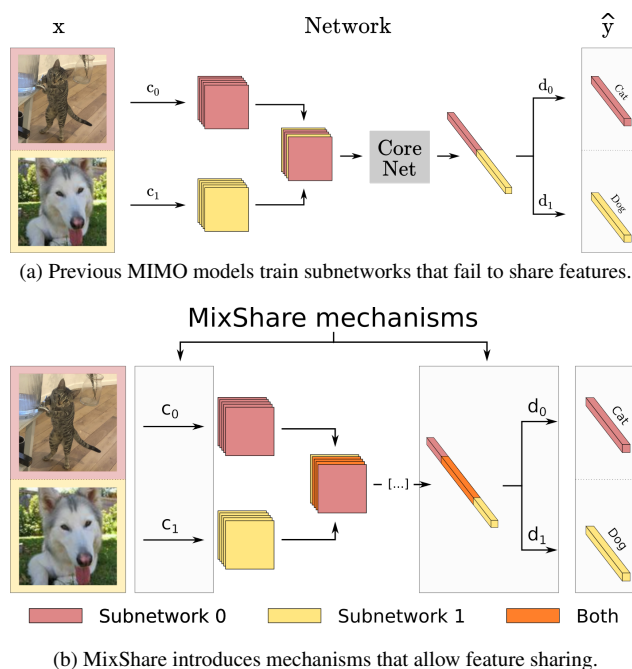 x Network ŷ
c₀
d₀
Cat
Core
Net
c₁
d₁
Dog
(a) Previous MIMO models train subnetworks that fail to share features.
MixShare mechanisms
c₀
d₀
Cat
[...]
c₁
d₁
Dog
Subnetwork 0 Subnetwork 1 Both
(b) MixShare introduces mechanisms that allow feature sharing.